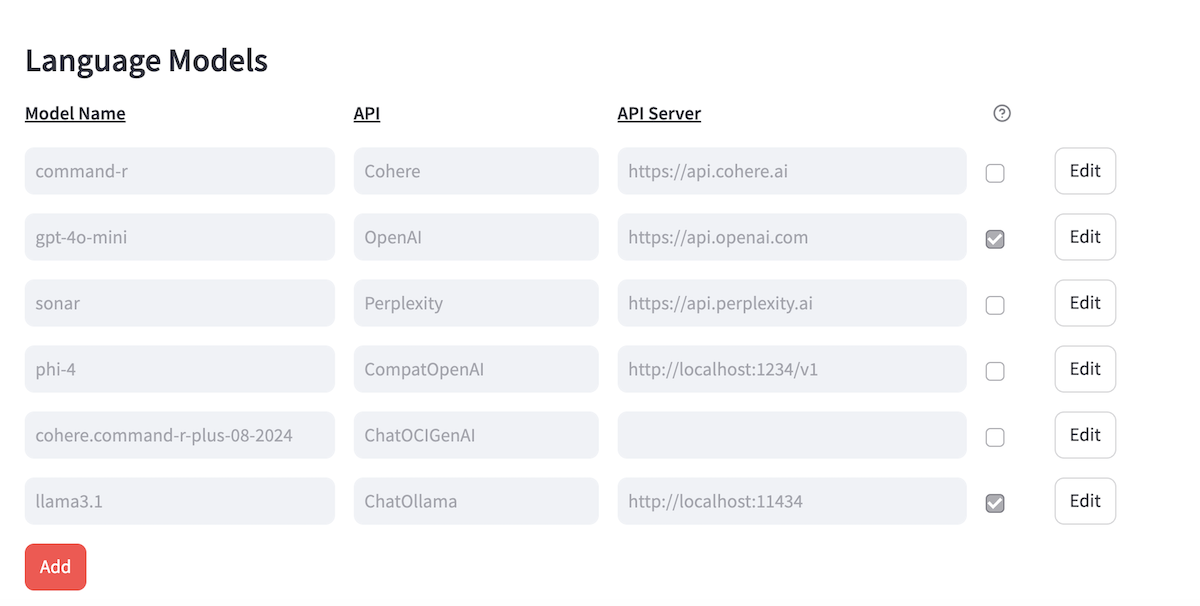 Language Models
Model Name API API Server ?
command-r Cohere https://api.cohere.ai Edit
gpt-4o-mini OpenAI https://api.openai.com Edit
sonar Perplexity https://api.perplexity.ai Edit
phi-4 CompatOpenAI http://localhost:1234/v1 Edit
cohere.command-r-plus-08-2024 ChatOCIGenAI Edit
llama3.1 ChatOllama http://localhost:11434 Edit
Add